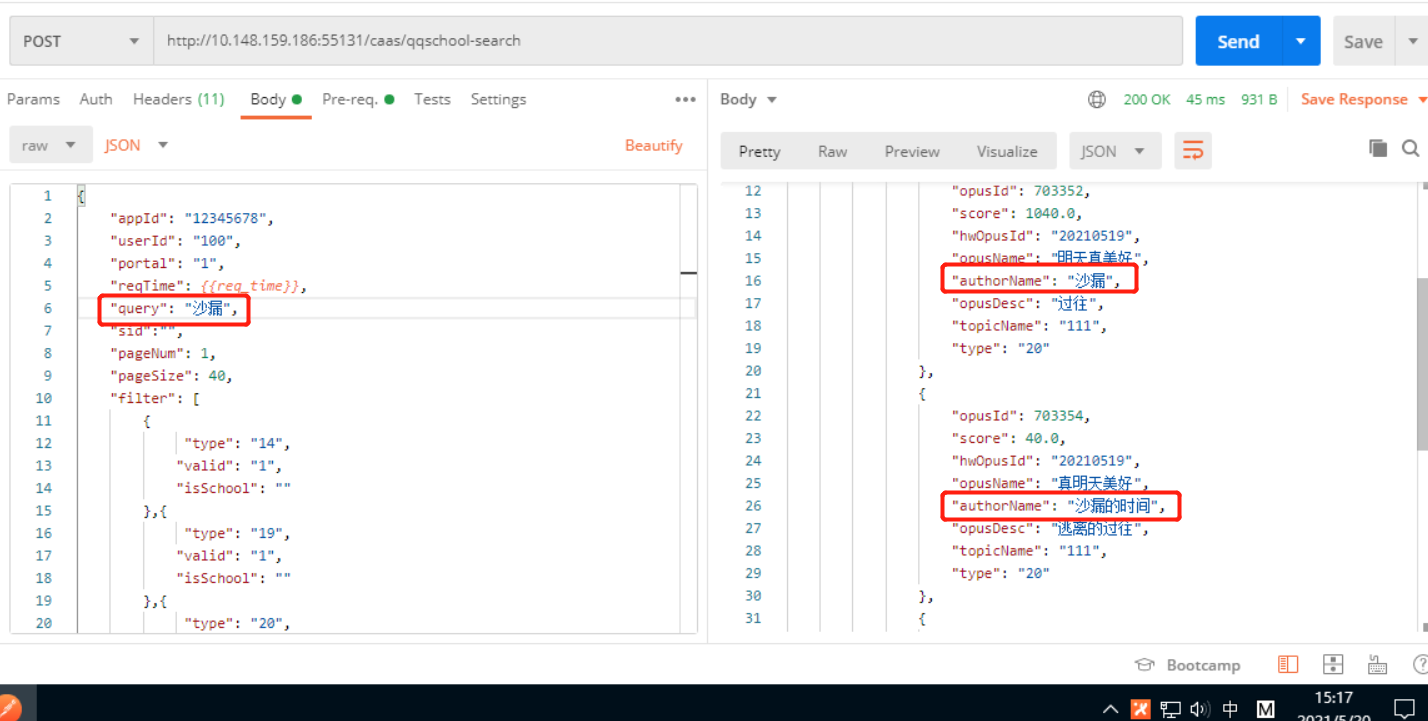 POST
http://10.148.159.186:55131/caas/qqschool-search
Send
Save
Params Auth Headers (11) Body Pre-req. Tests Settings •••
raw JSON Beautify
1 {
2 "appId": "12345678",
3 "userId": "100",
4 "portal": "1",
5 "reqTime": {{req_time}},
6 "query": "沙漏",
7 "sid":"",
8 "pageNum": 1,
9 "pageSize": 40,
10 "filter": [
11 {
12 "type": "14",
13 "valid": "1",
14 "isSchool": ""
15 },{
16 "type": "19",
17 "valid": "1",
18 "isSchool": ""
19 },{
20 "type": "20",
Body 200 OK 45 ms 931 B Save Response
Pretty Raw Preview Visualize JSON
12 "opusId": 703352,
13 "score": 1040.0,
14 "hwOpusId": "20210519",
15 "opusName": "明天真美好",
16 "authorName": "沙漏",
17 "opusDesc": "过往",
18 "topicName": "111",
19 "type": "20"
20 },
21 {
22 "opusId": 703354,
23 "score": 40.0,
24 "hwOpusId": "20210519",
25 "opusName": "真明天美好",
26 "authorName": "沙漏的时间",
27 "opusDesc": "逃离的过往",
28 "topicName": "111",
29 "type": "20"
30 },
31 {
Bootcamp
中 M 15:17
2021/5/20